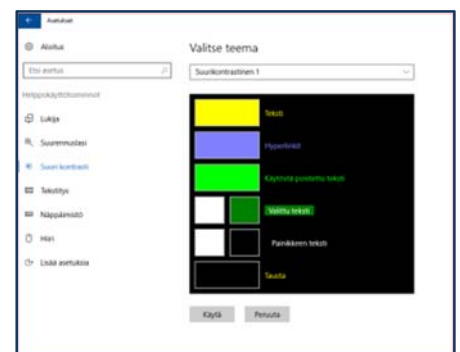 Asetukset
Aloitus
Etsi asetus
Helppokäyttötoiminnot
Lukija
Suurennuslasi
Suuri kontrasti
Tekstitys
Näppäimistö
Hiiri
Lisää asetuksia
Valitse teema
Suurikontrastinen 1
Teksti
Hyperlinkit
Käytöstä poistettu teksti
Valittu teksti
Painikkeen teksti
Tausta
Käytä
Peruuta